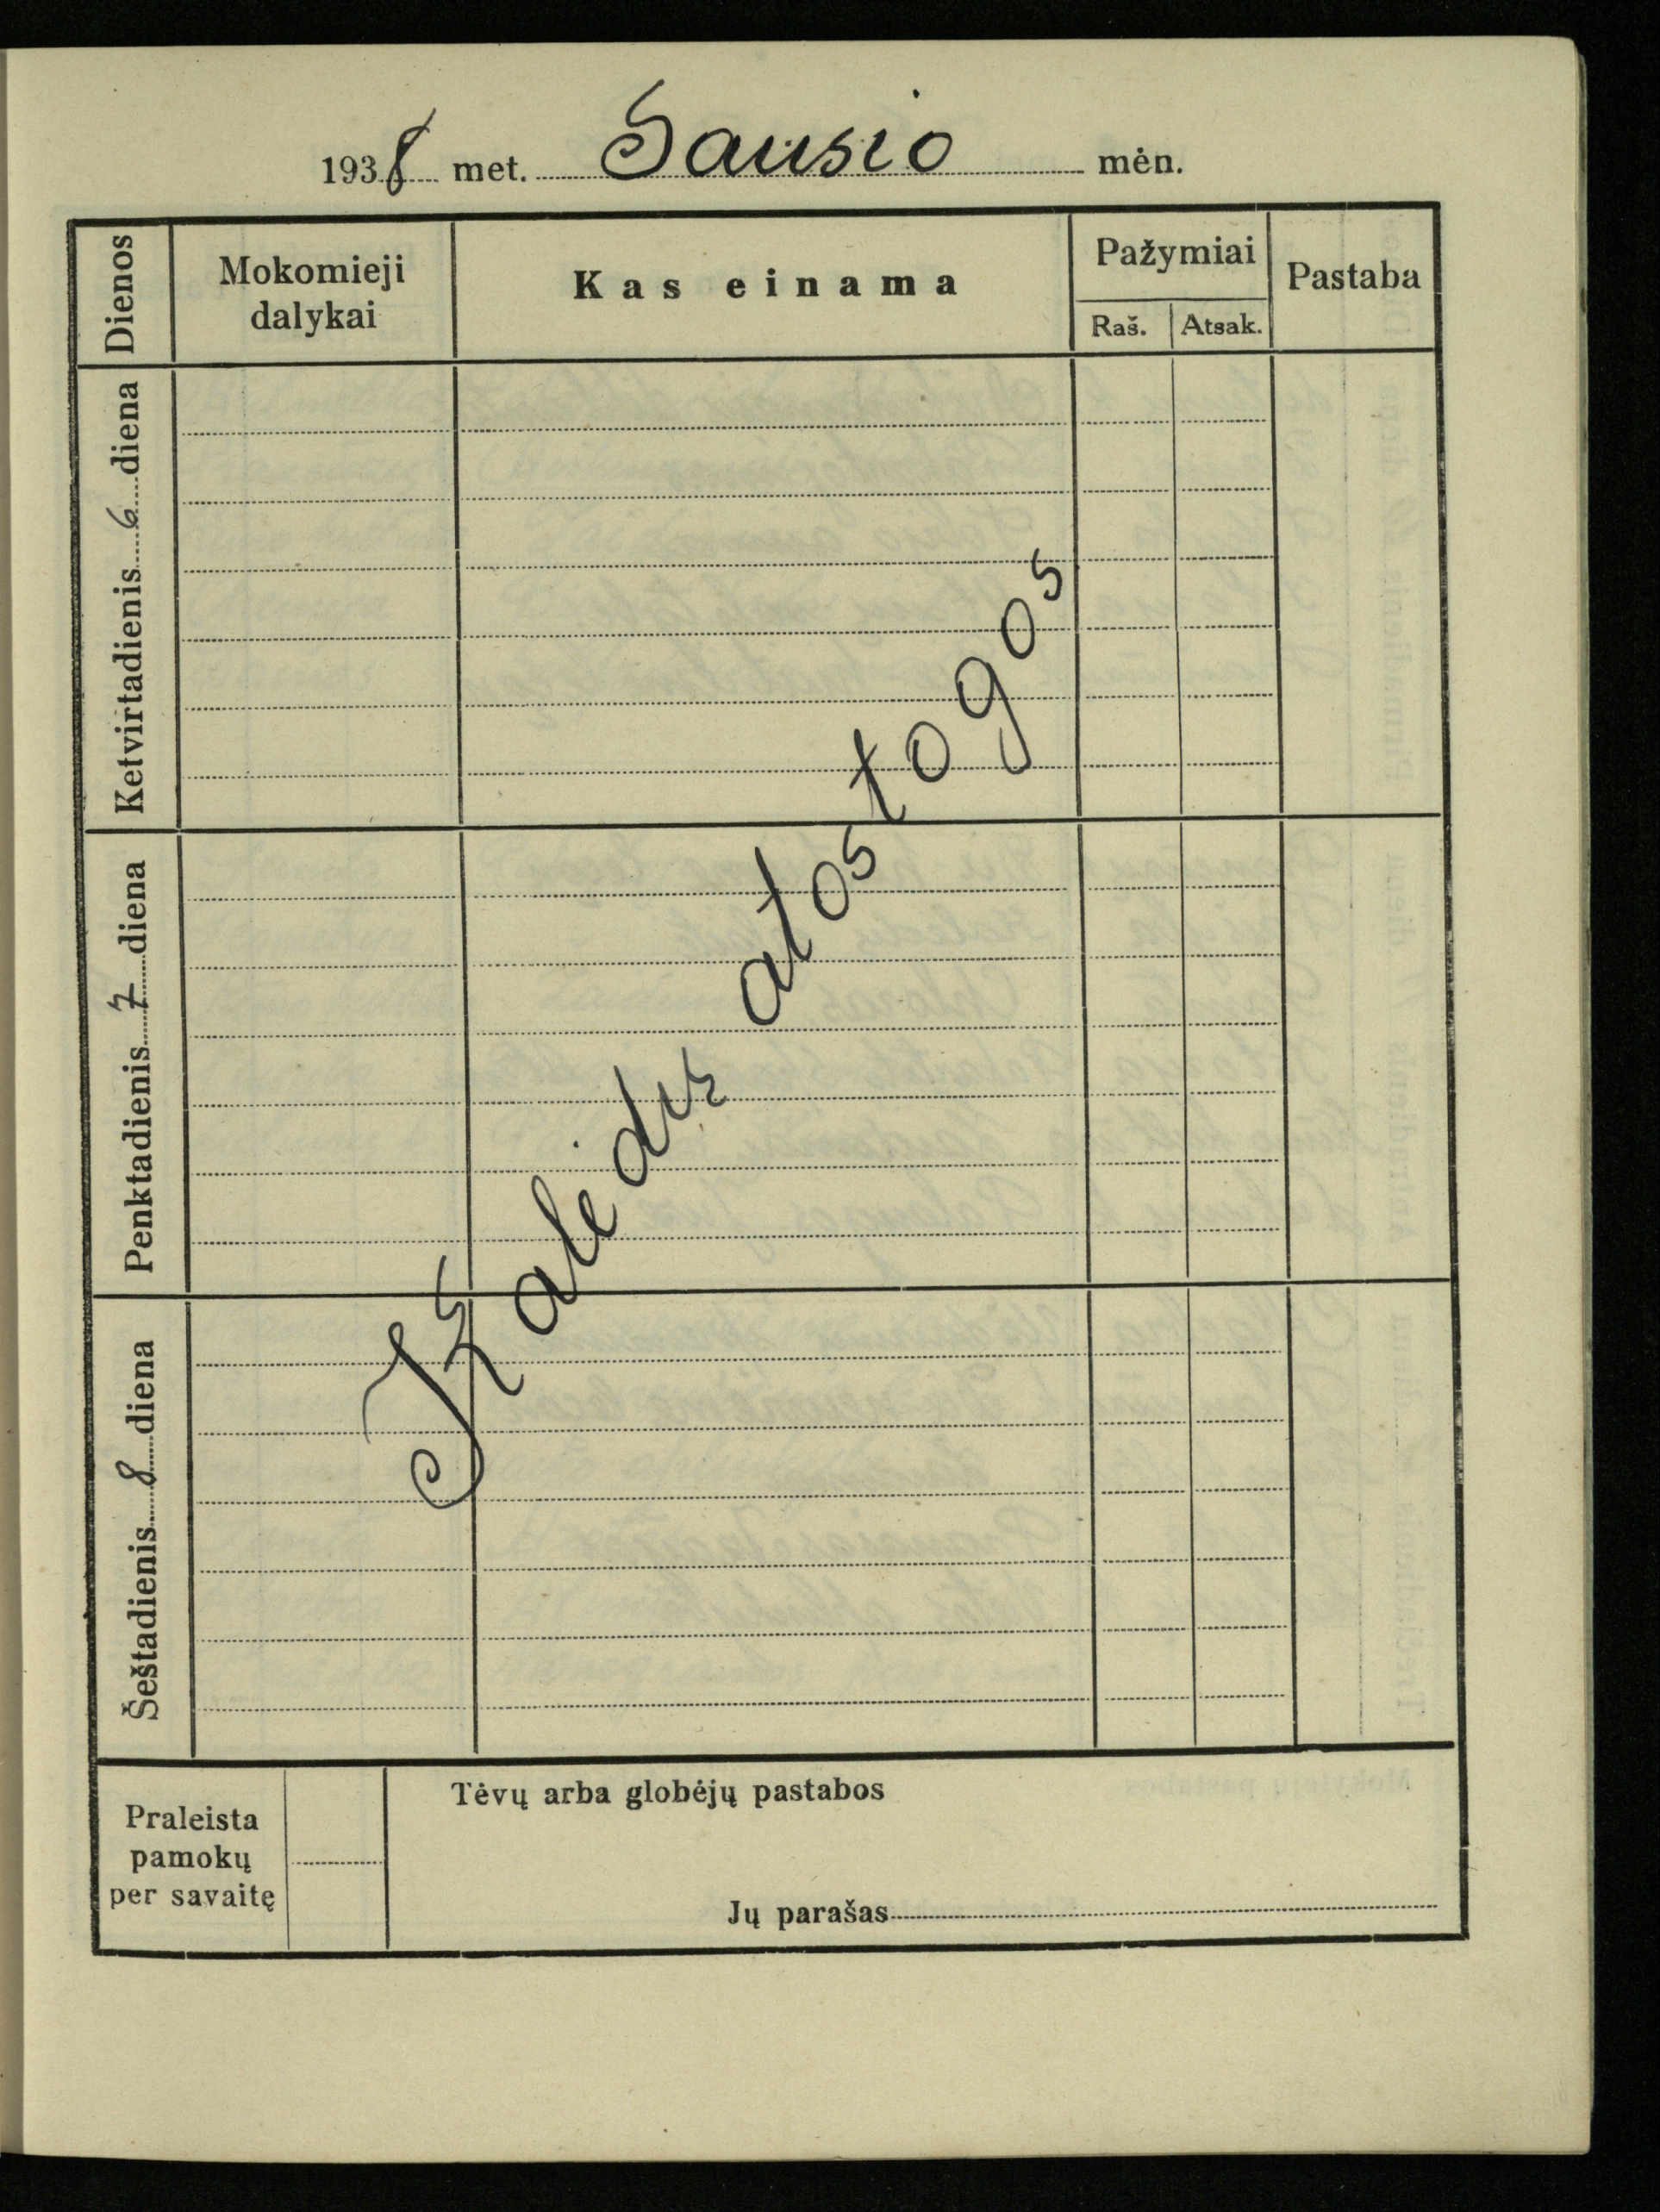 1938 met. Sausio mėn.
Dienos
Mokomieji
dalykai
Kas einama
Pažymiai
Raš. Atsak.
Pastaba
Ketvirtadienis 6 diena
Penktadienis 7 diena
Šeštadienis 8 diena
Kalėdų atostogos
Praleista
pamokų
per savaitę
Tėvų arba globėjų pastabos
Jų parašas